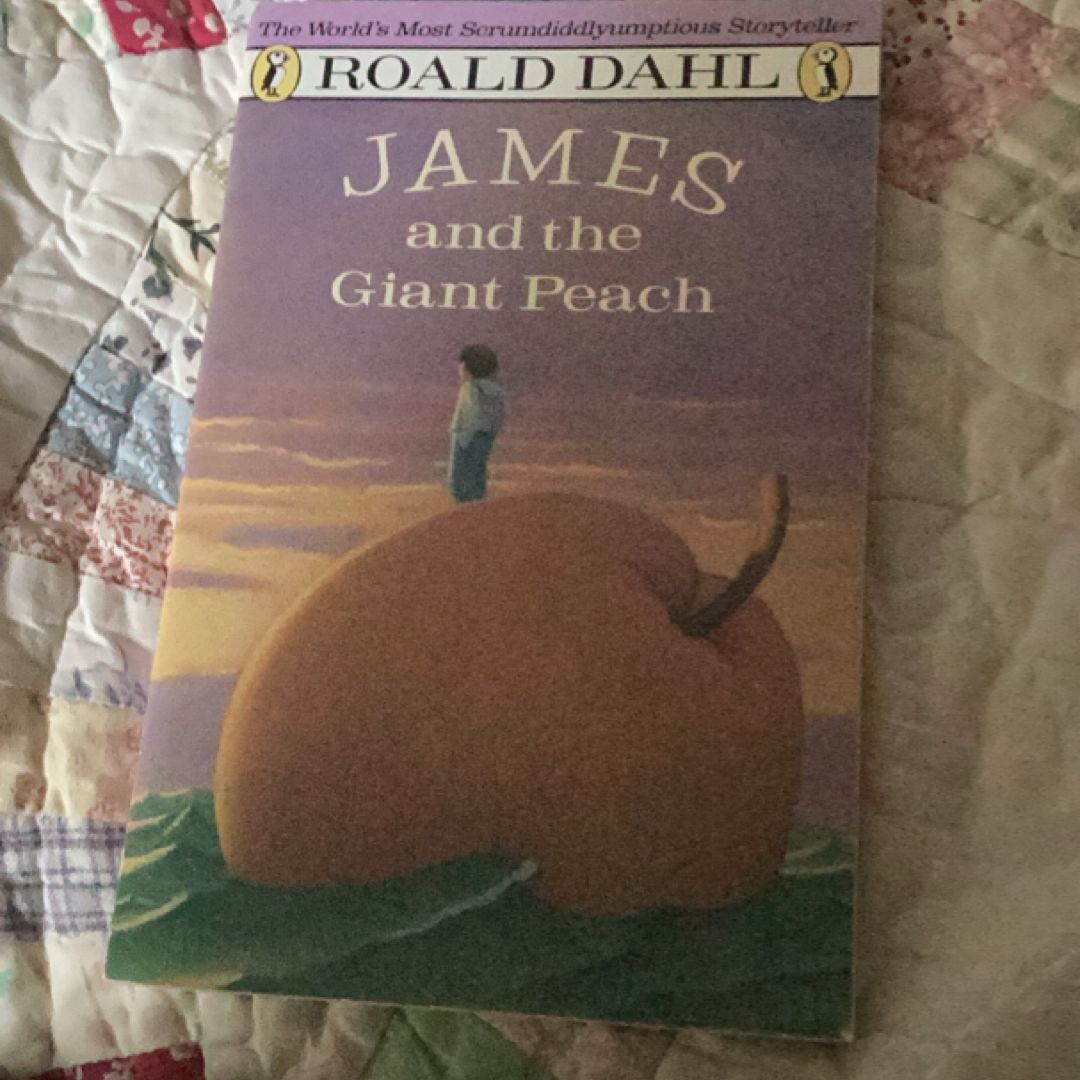 The World's Most Scrumdiddlyumptious Storyteller
ROALD DAHL
JAMES
and the
Giant Peach